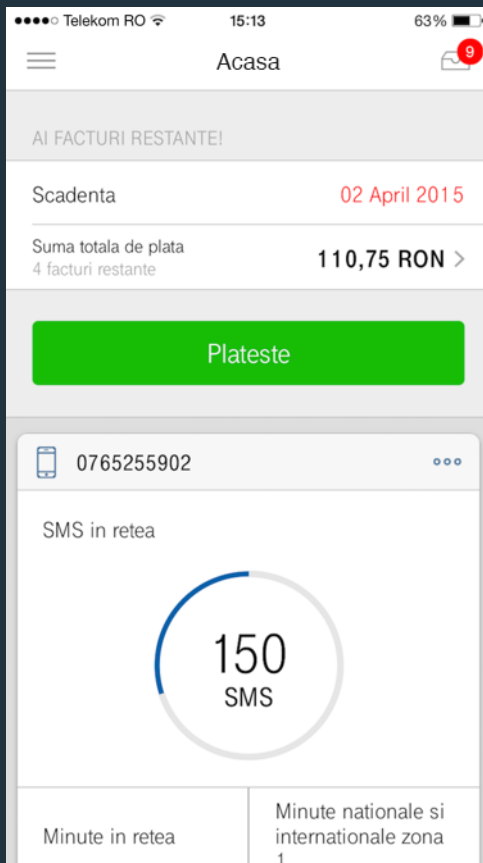 Telekom RO 15:13 63%
Acasa 9
AI FACTURI RESTANTE!
Scadenta 02 April 2015
Suma totala de plata
4 facturi restante 110,75 RON
Plateste
0765255902
SMS in retea
150
SMS
Minute in retea
Minute nationale si
internationale zona
1